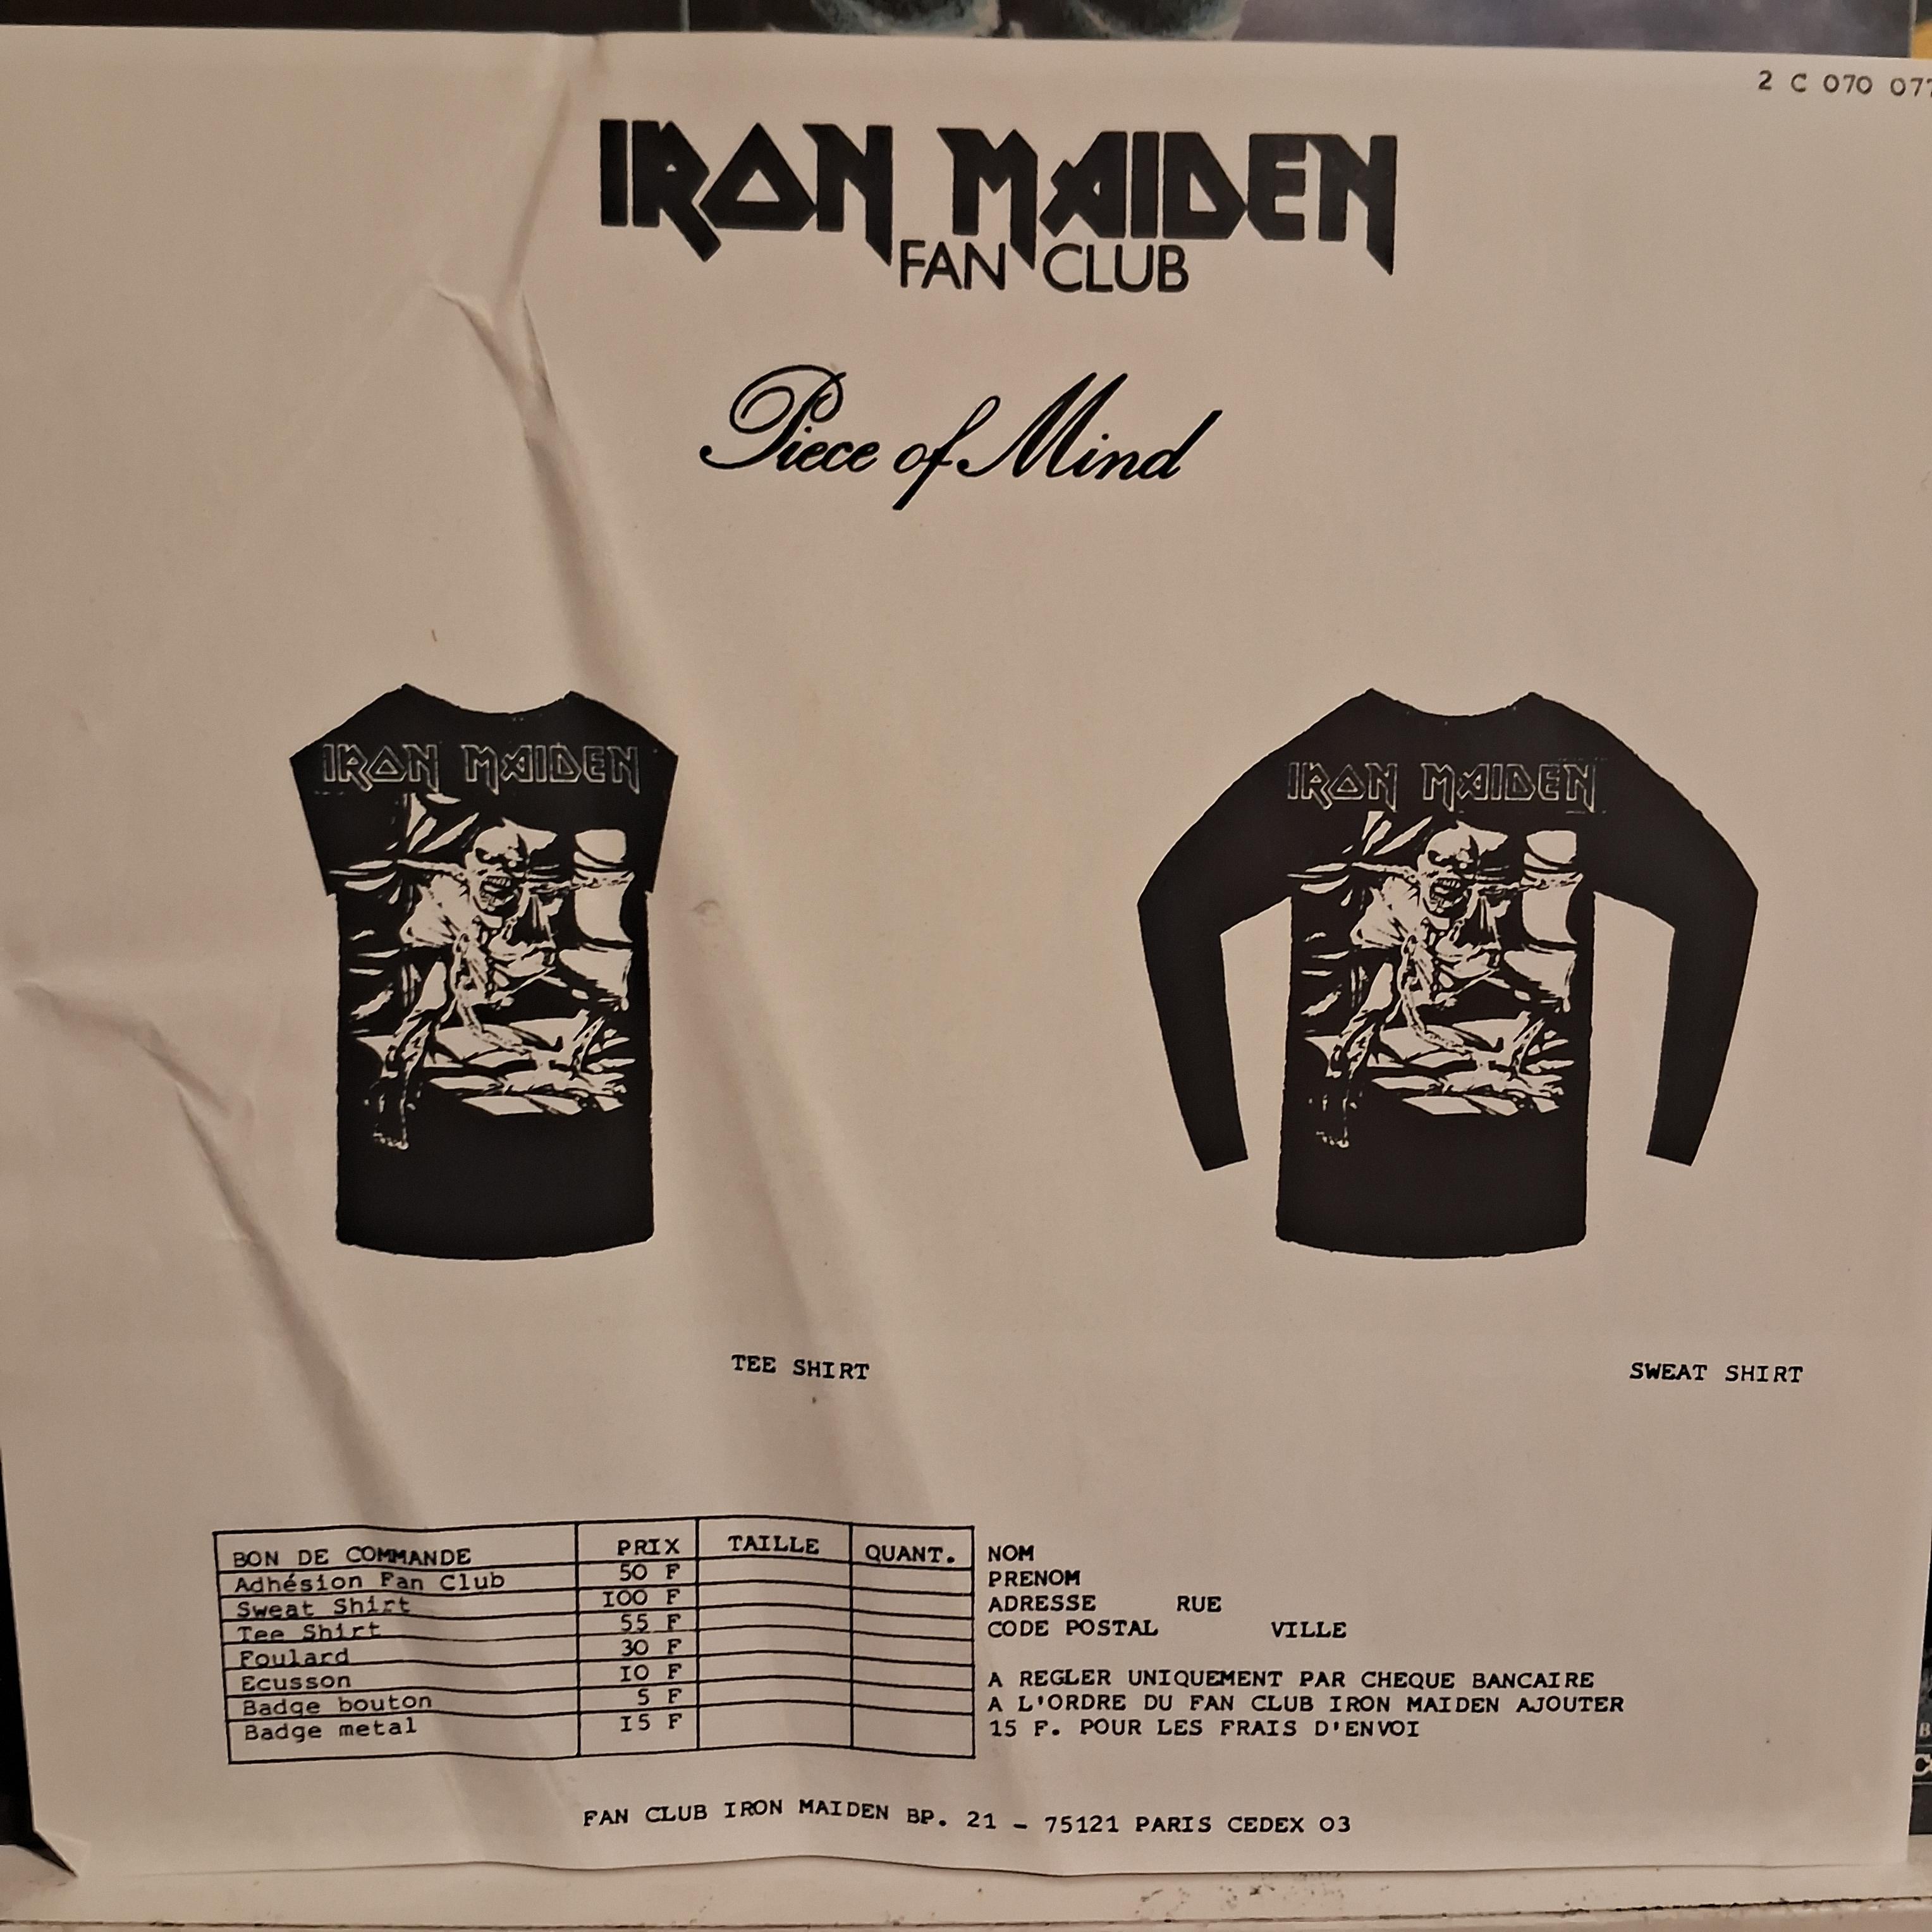 2 C 070 077
IRON MAIDEN
FAN CLUB
Piece of Mind
IRON MAIDEN
IRON MAIDEN
TEE SHIRT
SWEAT SHIRT
BON DE COMMANDE PRIX TAILLE QUANT.
Adhésion Fan Club 50 F
Sweat Shirt I00 F
Tee Shirt 55 F
Foulard 30 F
Ecusson I0 F
Badge bouton 5 F
Badge metal I5 F
NOM
PRENOM
ADRESSE RUE
CODE POSTAL VILLE
A REGLER UNIQUEMENT PAR CHEQUE BANCAIRE
A L'ORDRE DU FAN CLUB IRON MAIDEN AJOUTER
15 F. POUR LES FRAIS D'ENVOI
FAN CLUB IRON MAIDEN BP. 21 - 75121 PARIS CEDEX 03